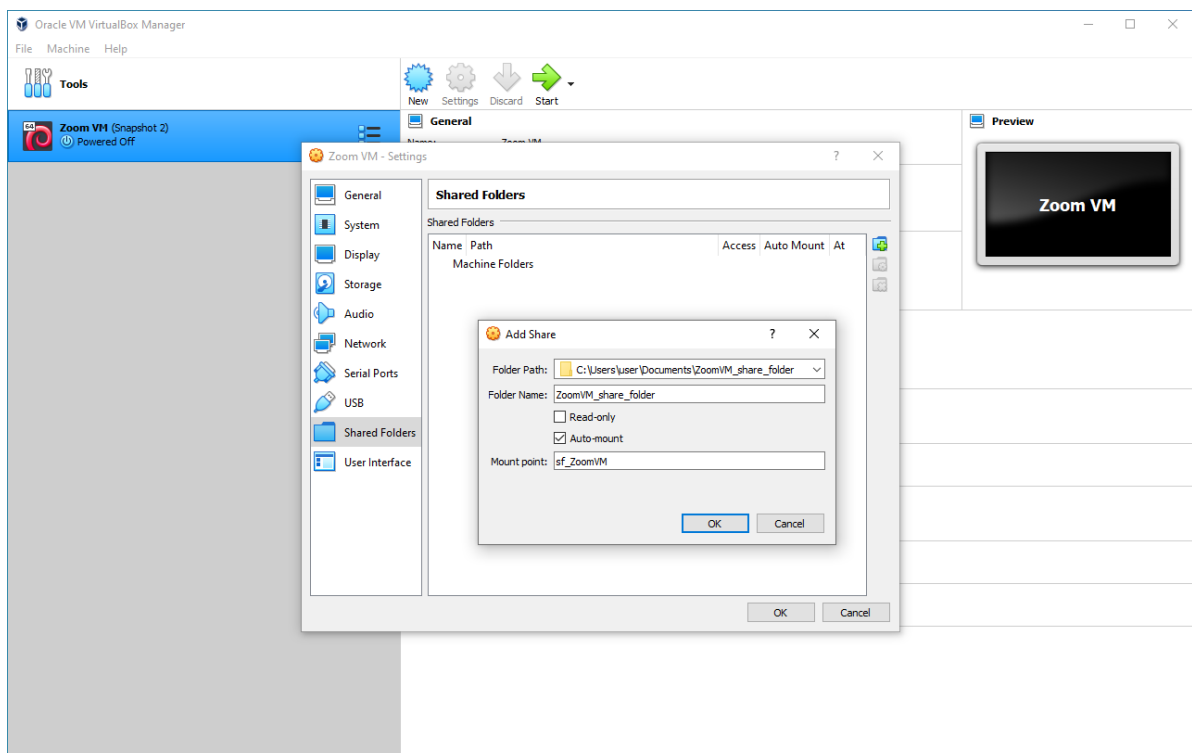 Oracle VM VirtualBox Manager
File Machine Help
Tools
New Settings Discard Start
64
Zoom VM (Snapshot 2)
Powered Off
General
Preview
Zoom VM
Zoom VM - Settings ?
General
System
Display
Storage
Audio
Network
Serial Ports
USB
Shared Folders
User Interface
Shared Folders
Shared Folders
Name Path Access Auto Mount At
Machine Folders
Add Share ?
Folder Path: C:\Users\user\Documents\ZoomVM_share_folder
Folder Name: ZoomVM_share_folder
Read-only
Auto-mount
Mount point: sf_ZoomVM
OK Cancel
OK Cancel